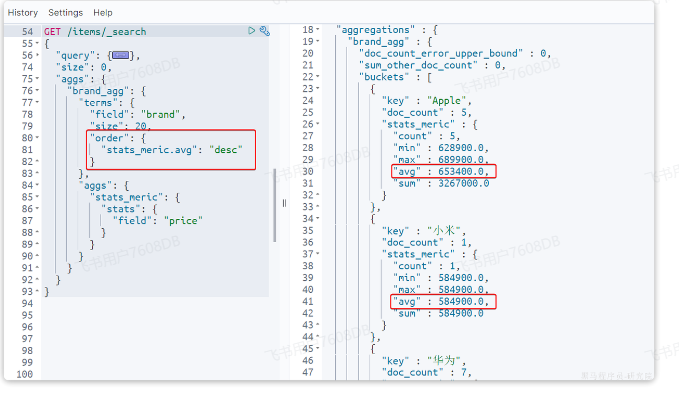 History Settings Help
54 GET /items/_search
55 {
56 "query": {...},
74 "size": 0,
75 "aggs": {
76 "brand_agg": {
77 "terms": {
78 "field": "brand",
79 "size": 20,
80 "order": {
81 "stats_meric.avg": "desc"
82 }
83 },
84 "aggs": {
85 "stats_meric": {
86 "stats": {
87 "field": "price"
88 }
89 }
90 }
91 }
92 }
93 }
94
95
96
97
98
99
100
18 "aggregations" : {
19 "brand_agg" : {
20 "doc_count_error_upper_bound" : 0,
21 "sum_other_doc_count" : 0,
22 "buckets" : [
23 {
24 "key" : "Apple",
25 "doc_count" : 5,
26 "stats_meric" : {
27 "count" : 5,
28 "min" : 628900.0,
29 "max" : 689900.0,
30 "avg" : 653400.0,
31 "sum" : 3267000.0
32 }
33 },
34 {
35 "key" : "小米",
36 "doc_count" : 1,
37 "stats_meric" : {
38 "count" : 1,
39 "min" : 584900.0,
40 "max" : 584900.0,
41 "avg" : 584900.0,
42 "sum" : 584900.0
43 }
44 },
45 {
46 "key" : "华为",
47 "doc_count" : 7,
飞书用户7608DB